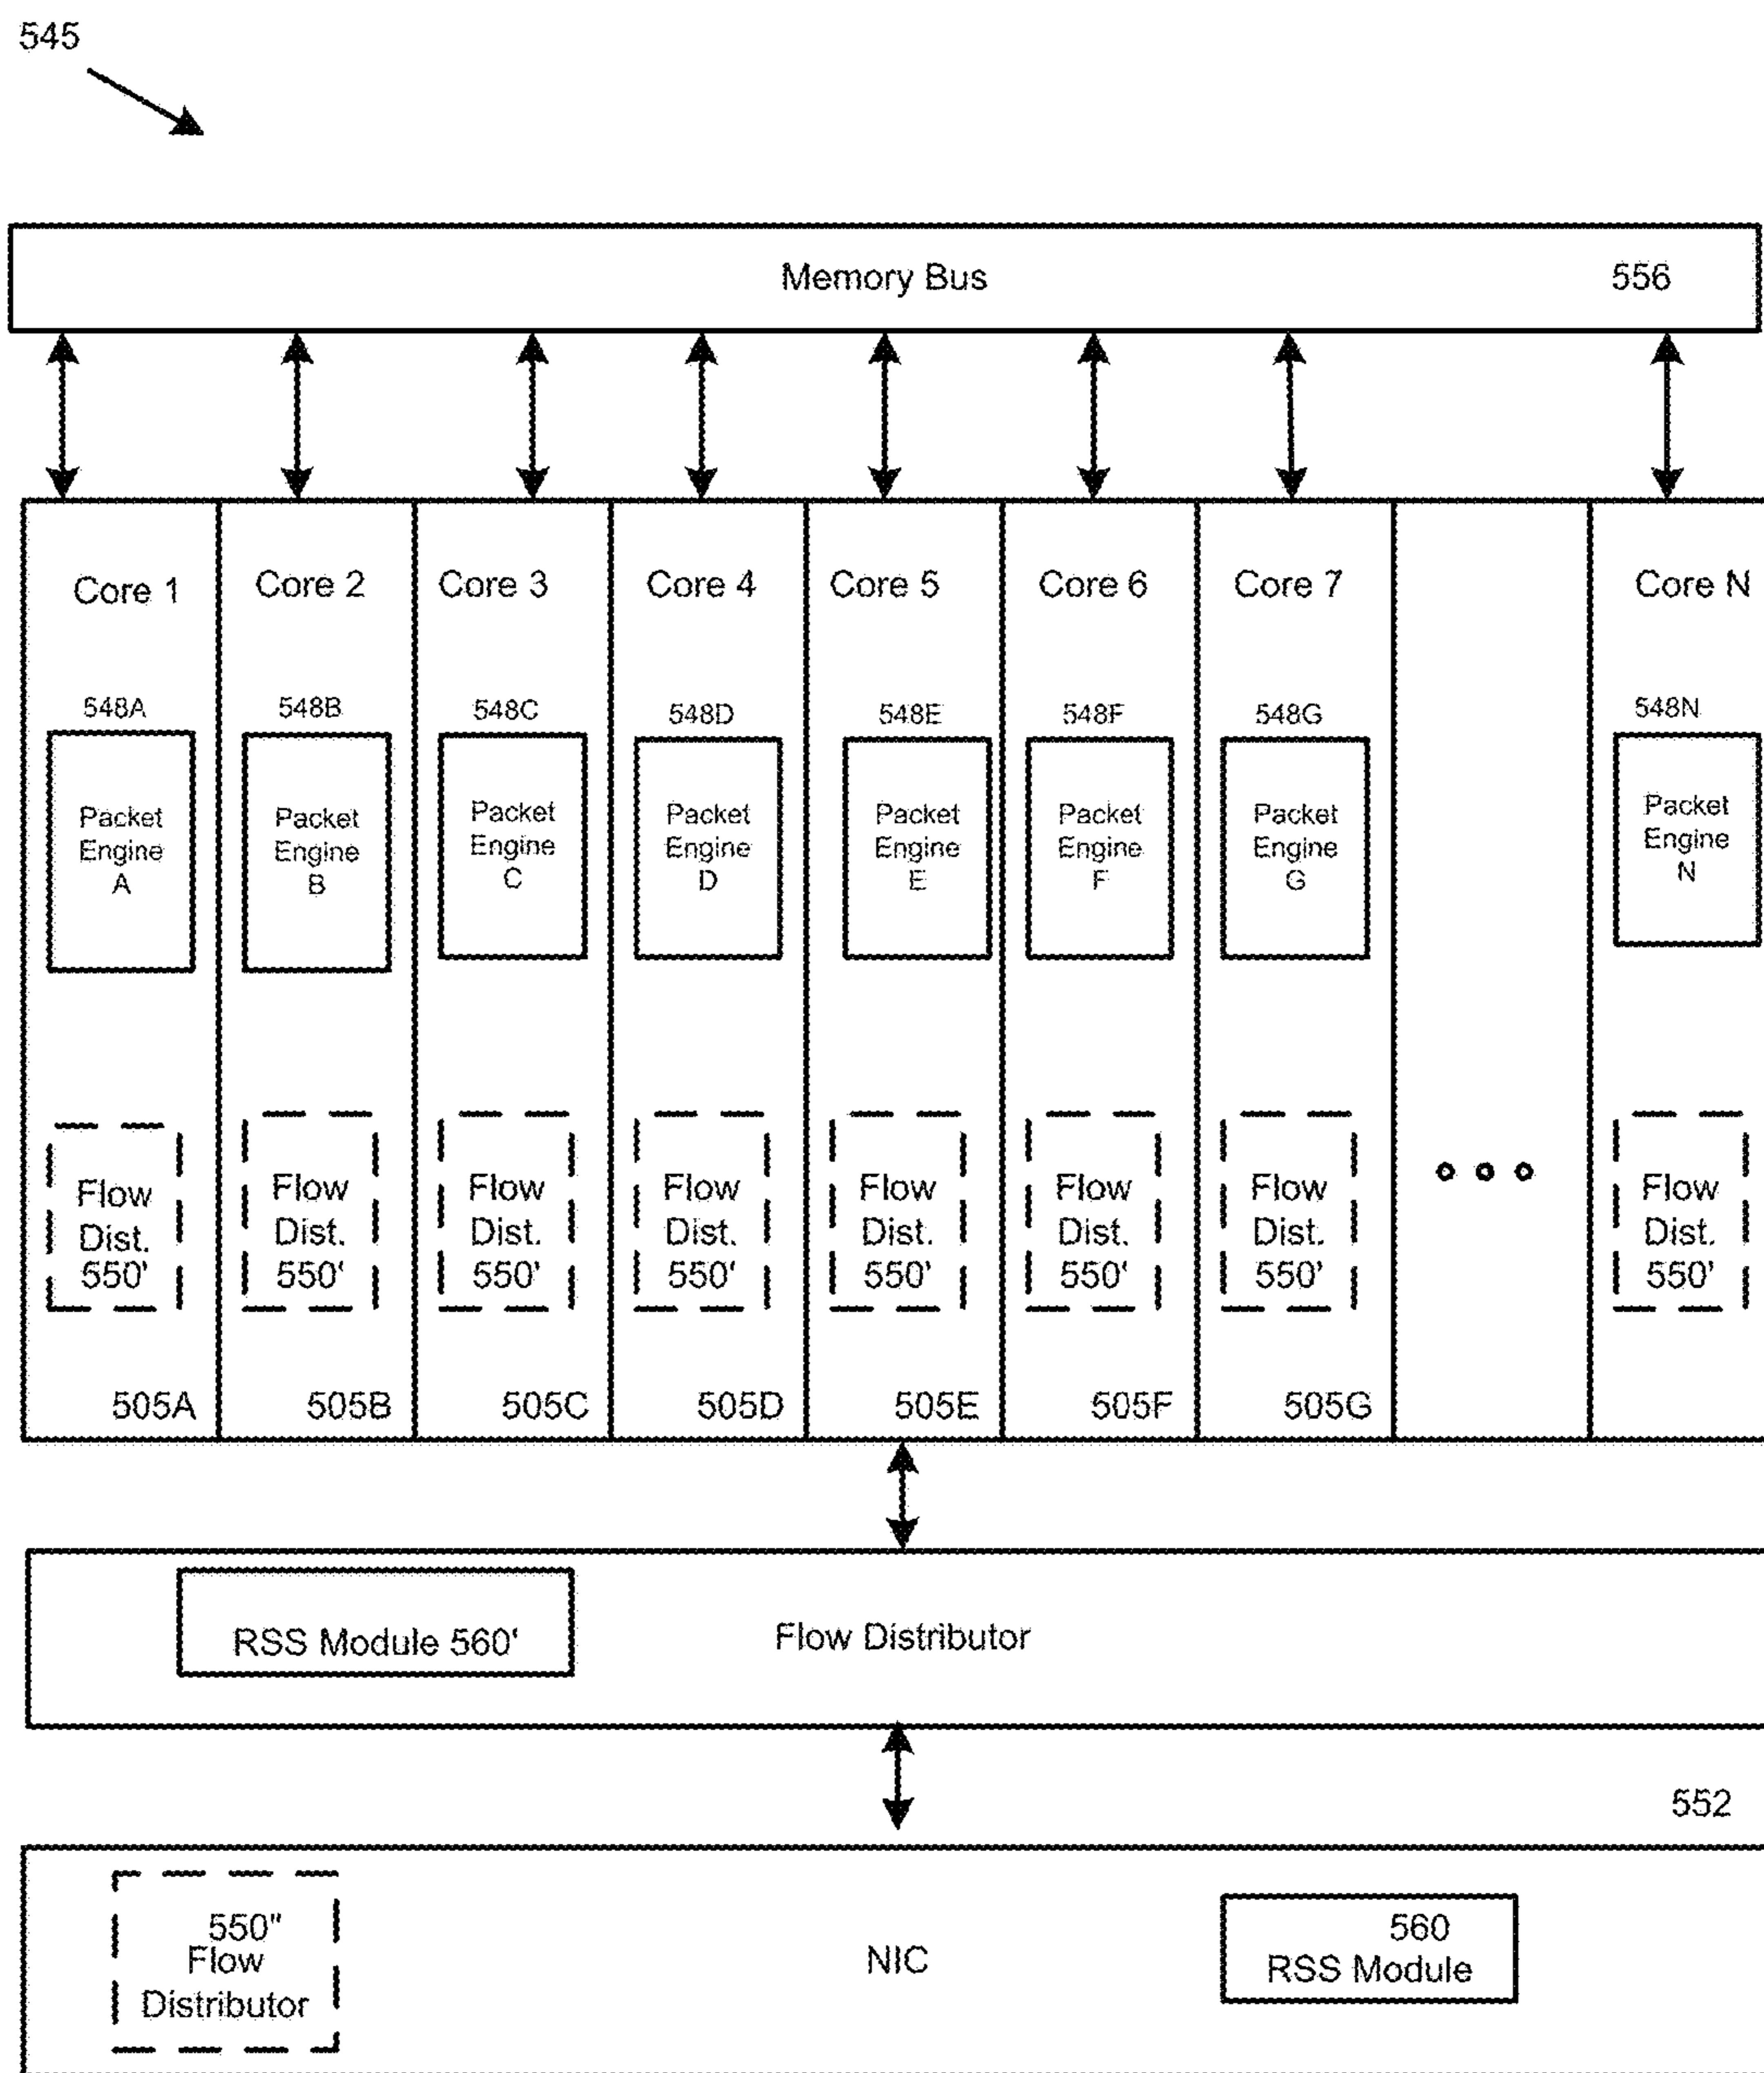 545
Memory Bus 556
Core 1 Core 2 Core 3 Core 4 Core 5 Core 6 Core 7 Core N
548A 548B 548C 548D 548E 548F 548G 548N
Packet Packet Packet Packet Packet Packet Packet Packet
Engine Engine Engine Engine Engine Engine Engine Engine
A B C D E F G N
Flow Flow Flow Flow Flow Flow Flow Flow
Dist. Dist. Dist. Dist. Dist. Dist. Dist. Dist.
550' 550' 550' 550' 550' 550' 550' 550'
505A 505B 505C 505D 505E 505F 505G
RSS Module 560' Flow Distributor
552
550" 560
Flow NIC RSS Module
Distributor